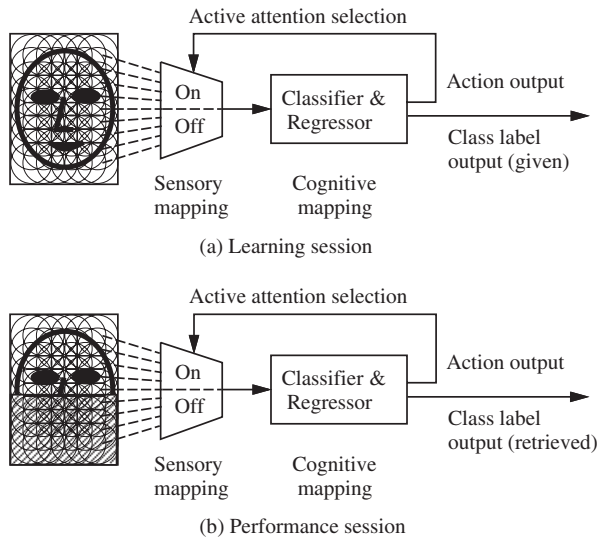 Active attention selection
On
Off
Classifier &
Regressor
Action output
Class label
output (given)
Sensory
mapping
Cognitive
mapping
(a) Learning session
Active attention selection
On
Off
Classifier &
Regressor
Action output
Class label
output (retrieved)
Sensory
mapping
Cognitive
mapping
(b) Performance session